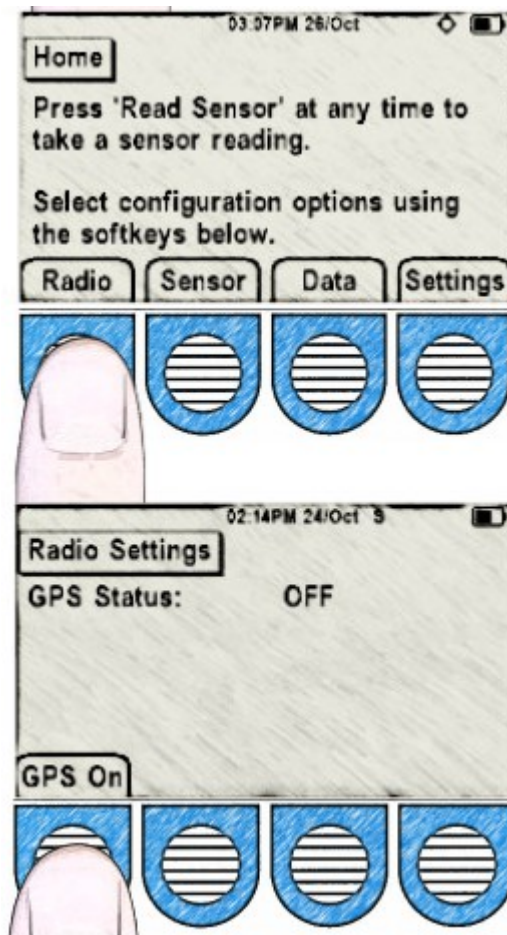 03:07PM 26/Oct
Home
Press 'Read Sensor' at any time to
take a sensor reading.
Select configuration options using
the softkeys below.
Radio Sensor Data Settings
02:14PM 24/Oct S
Radio Settings
GPS Status: OFF
GPS On